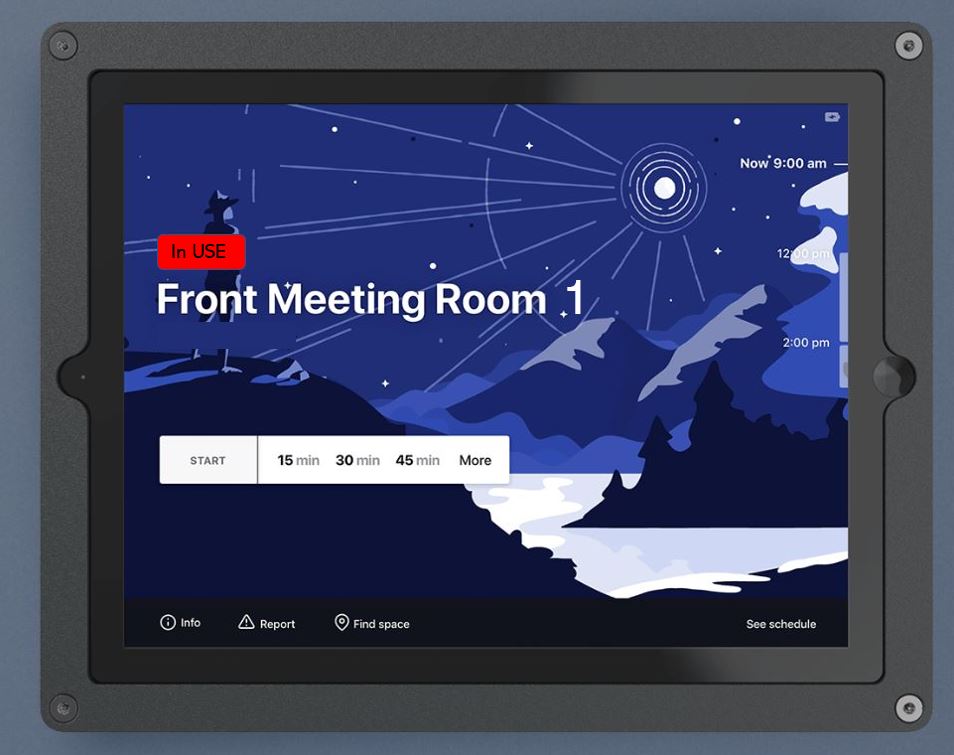 Now 9:00 am
In USE
12:00 pm
Front Meeting Room 1
2:00 pm
START 15 min 30 min 45 min More
Info Report Find space See schedule